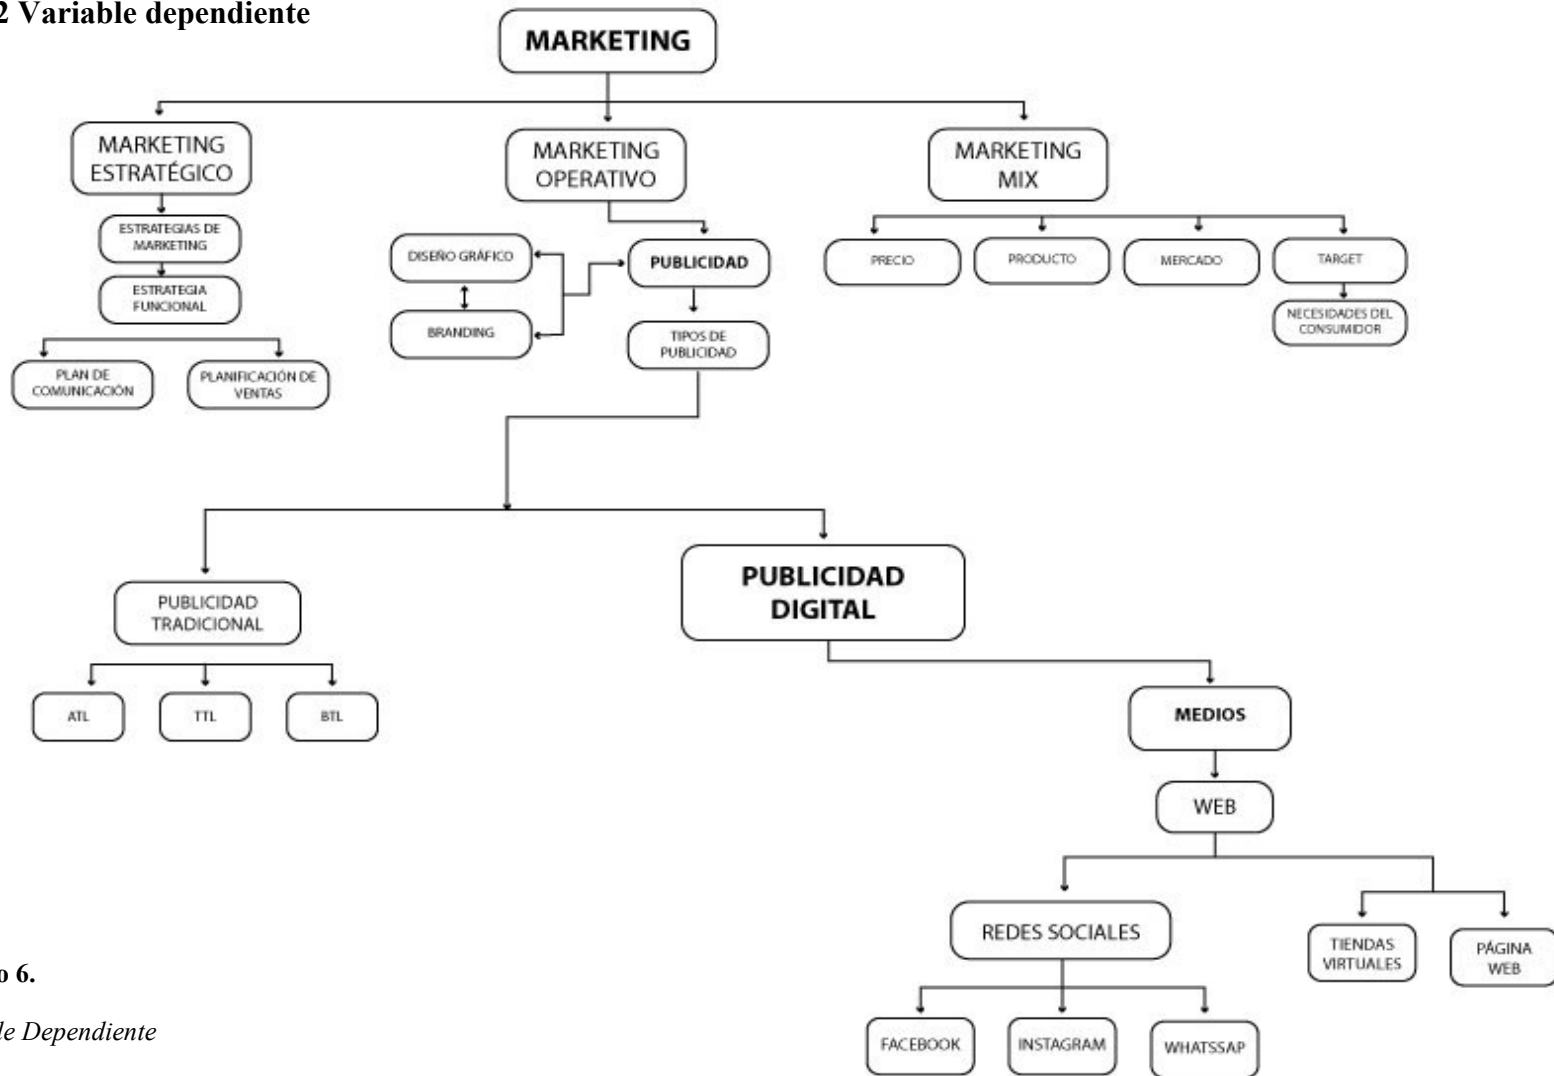 2 Variable dependiente
MARKETING
MARKETING
ESTRATÉGICO
MARKETING
OPERATIVO
MARKETING
MIX
ESTRATEGIAS DE
MARKETING
ESTRATEGIA
FUNCIONAL
PLAN DE
COMUNICACIÓN
PLANIFICACIÓN DE
VENTAS
DISEÑO GRÁFICO
BRANDING
PUBLICIDAD
TIPOS DE
PUBLICIDAD
PRECIO
PRODUCTO
MERCADO
TARGET
NECESIDADES DEL
CONSUMIDOR
PUBLICIDAD
TRADICIONAL
ATL
TTL
BTL
PUBLICIDAD
DIGITAL
MEDIOS
WEB
REDES SOCIALES
TIENDAS
VIRTUALES
PÁGINA
WEB
FACEBOOK
INSTAGRAM
WHATSSAP
o 6.
le Dependiente